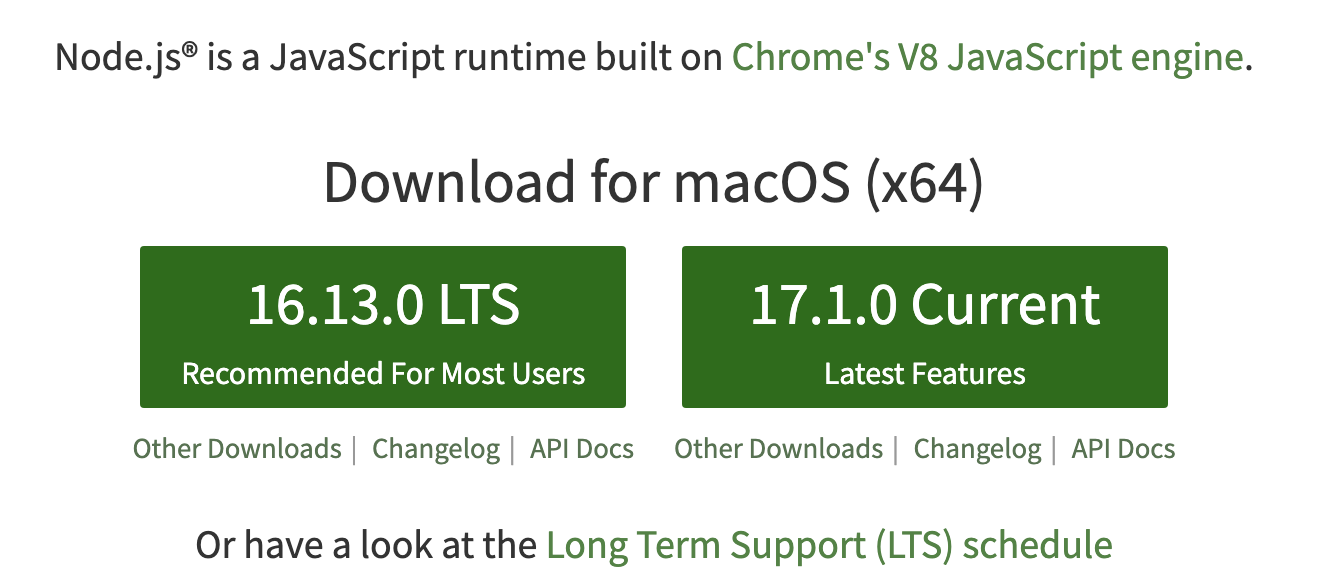 Node.js® is a JavaScript runtime built on Chrome's V8 JavaScript engine.
Download for macOS (x64)
16.13.0 LTS
Recommended For Most Users
17.1.0 Current
Latest Features
Other Downloads | Changelog | API Docs
Other Downloads | Changelog | API Docs
Or have a look at the Long Term Support (LTS) schedule